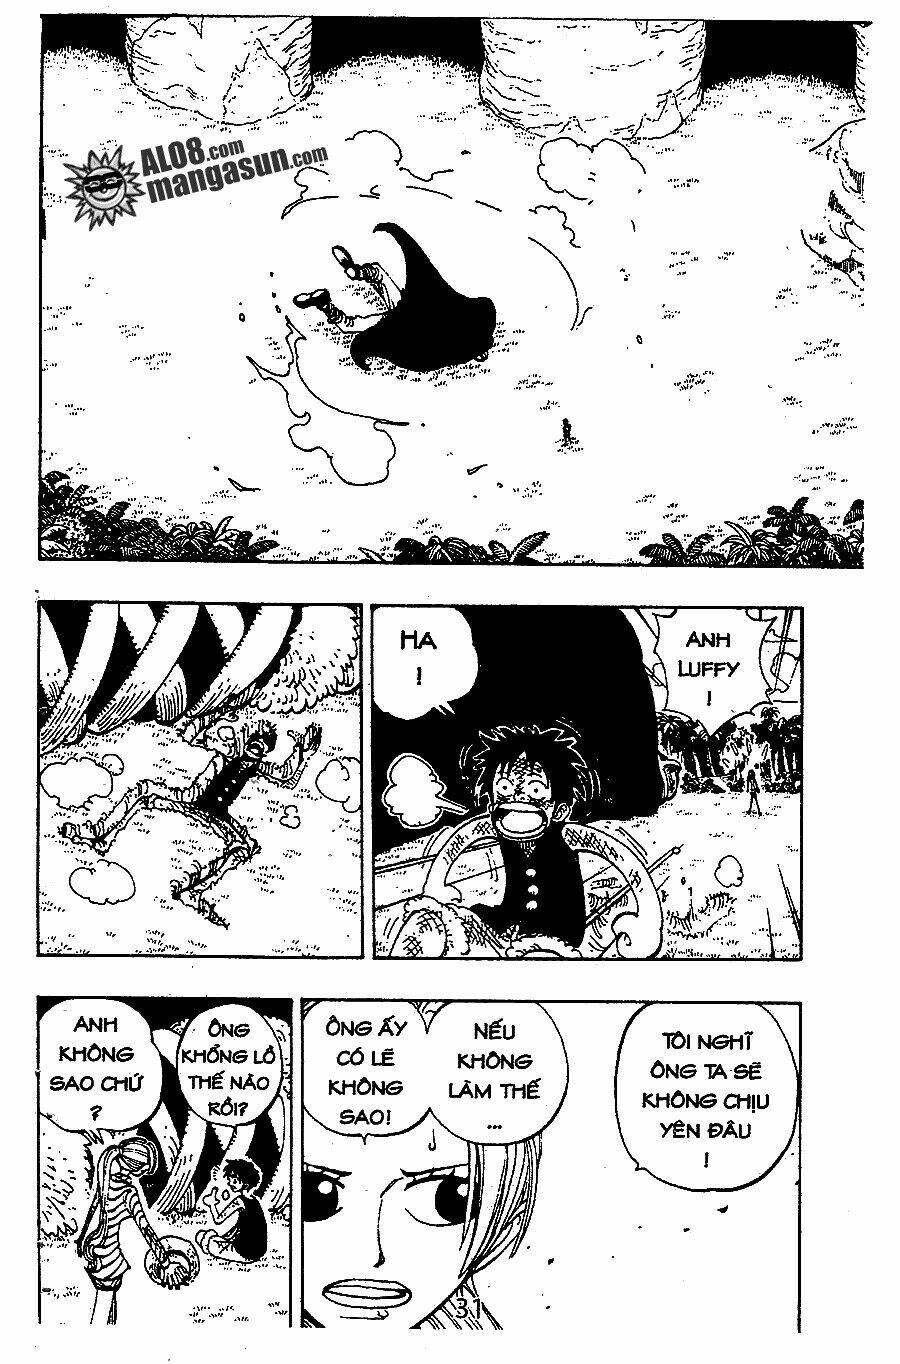 AL08.com
mangasun.com
HA
!
ANH
LUFFY
!
ANH
KHÔNG
SAO CHỨ
?
ÔNG
KHỔNG LỒ
THẾ NÀO
RỒI?
ÔNG ẤY
CÓ LẼ
KHÔNG
SAO!
NẾU
KHÔNG
LÀM THẾ
...
TÔI NGHĨ
ÔNG TA SẼ
KHÔNG CHỊU
YÊN ĐÂU
!
31